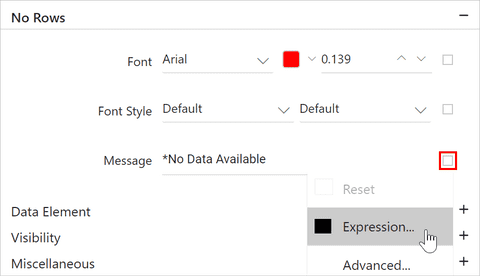 No Rows
Font Arial 0.139
Font Style Default Default
Message *No Data Available
Reset
Data Element
Expression...
Visibility
Miscellaneous Advanced...